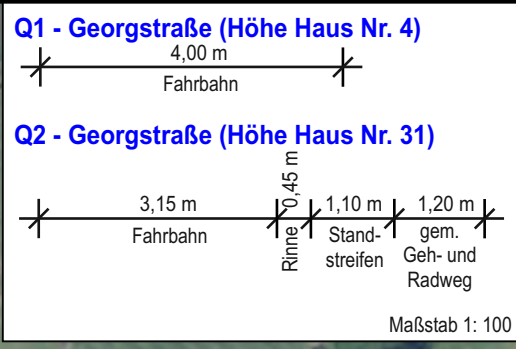 Q1 - Georgstraße (Höhe Haus Nr. 4)
4,00 m
Fahrbahn
Q2 - Georgstraße (Höhe Haus Nr. 31)
3,15 m
Fahrbahn
0,45 m
Rinne
1,10 m
Stand-
streifen
1,20 m
gem.
Geh- und
Radweg
Maßstab 1: 100